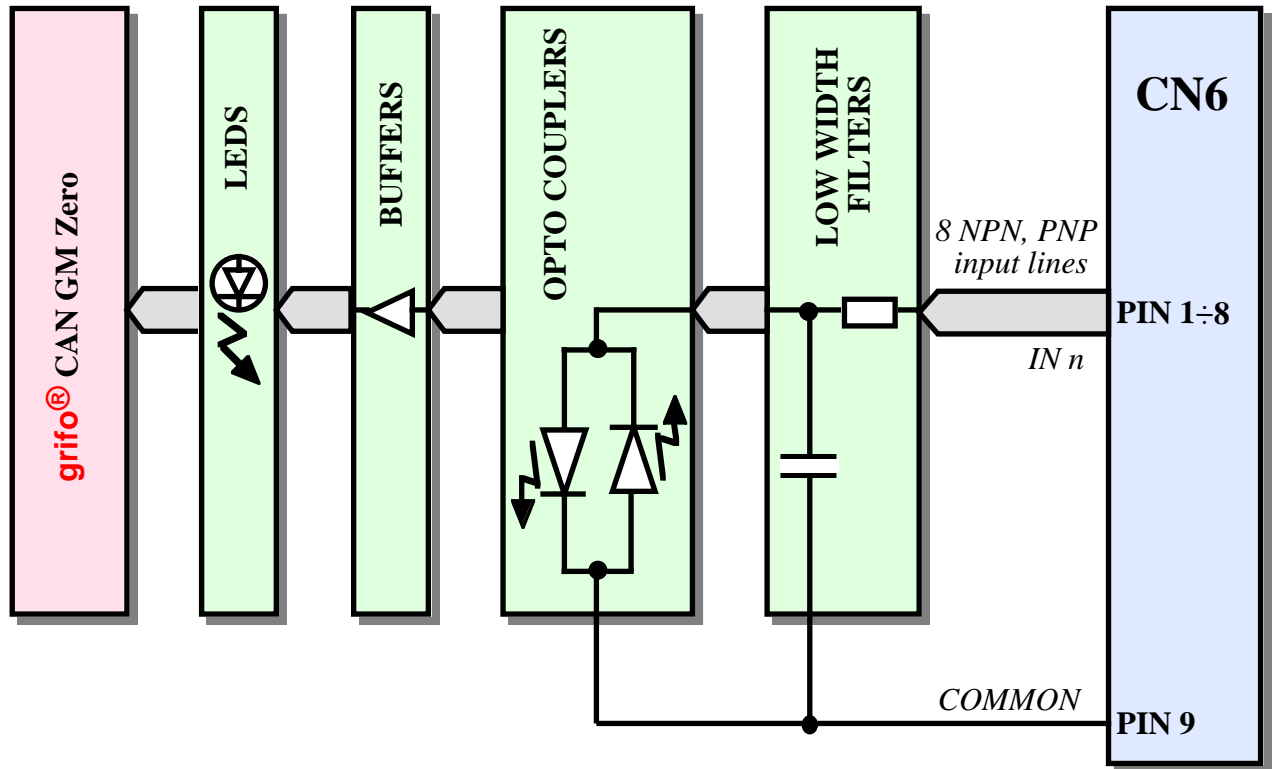 grifo® CAN GM Zero
LEDS
BUFFERS
OPTO COUPLERS
LOW WIDTH
FILTERS
8 NPN, PNP
input lines
IN n
COMMON
CN6
PIN 1÷8
PIN 9